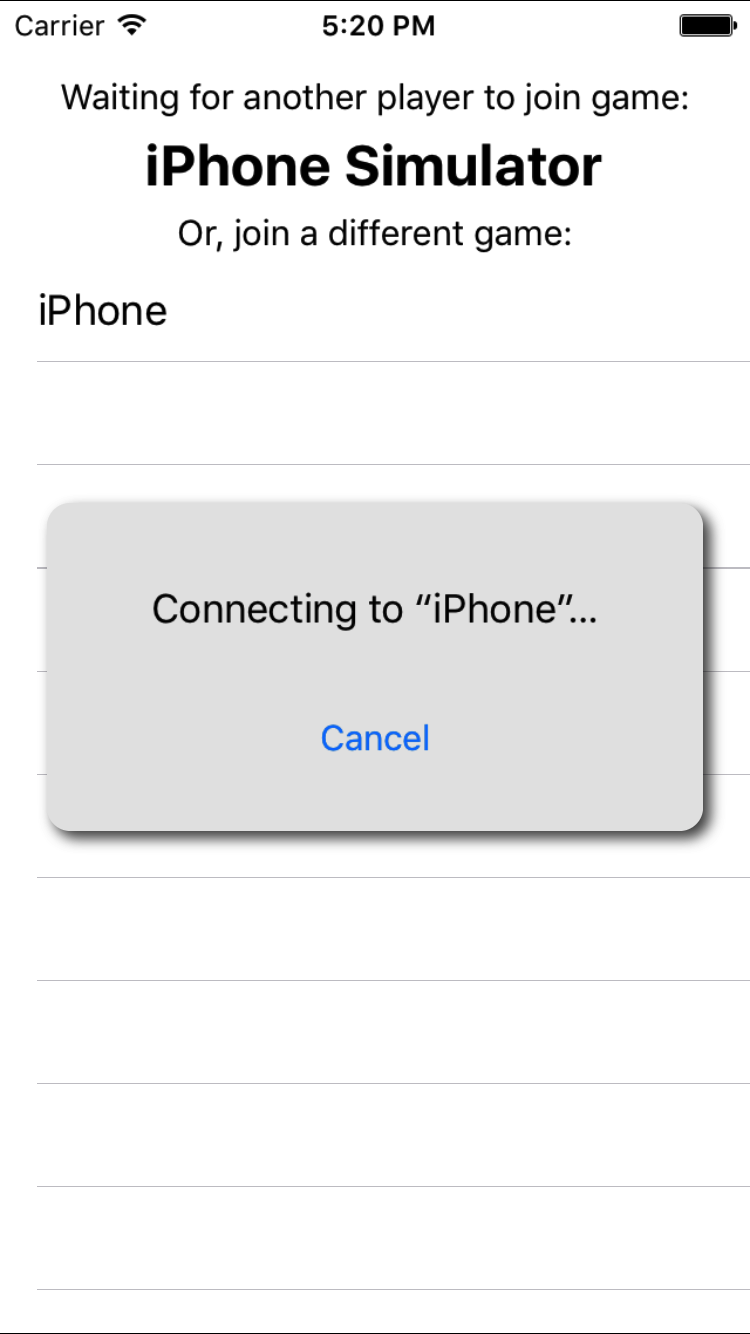 Carrier 5:20 PM
Waiting for another player to join game:
iPhone Simulator
Or, join a different game:
iPhone
Connecting to “iPhone”...
Cancel